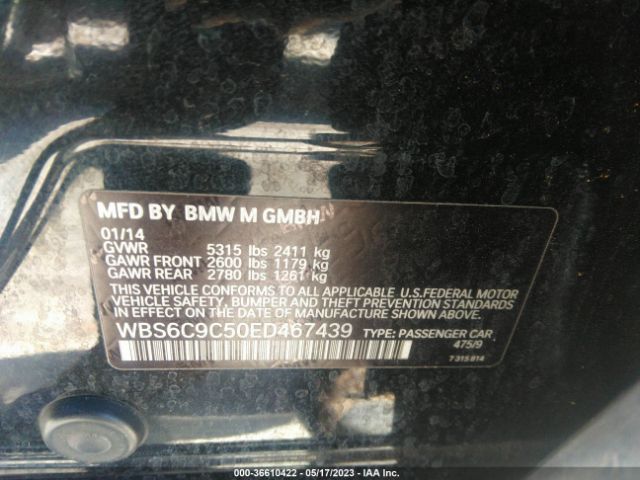 MFD BY BMW M GMBH
01/14
GVWR 5315 lbs 2411 kg
GAWR FRONT 2600 lbs 1179 kg
GAWR REAR 2780 lbs 1261 kg
THIS VEHICLE CONFORMS TO ALL APPLICABLE U.S.FEDERAL MOTOR
VEHICLE SAFETY, BUMPER AND THEFT PREVENTION STANDARDS
IN EFFECT ON THE DATE OF MANUFACTURE SHOWN ABOVE.
WBS6C9C50ED467439 TYPE: PASSENGER CAR
475/9
7315814
000-36610422 - 05/17/2023 - IAA Inc.